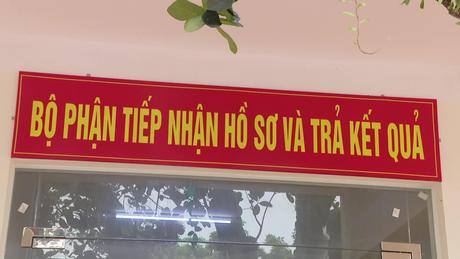 BỘ PHẬN TIẾP NHẬN HỒ SƠ VÀ TRẢ KẾT QUẢ